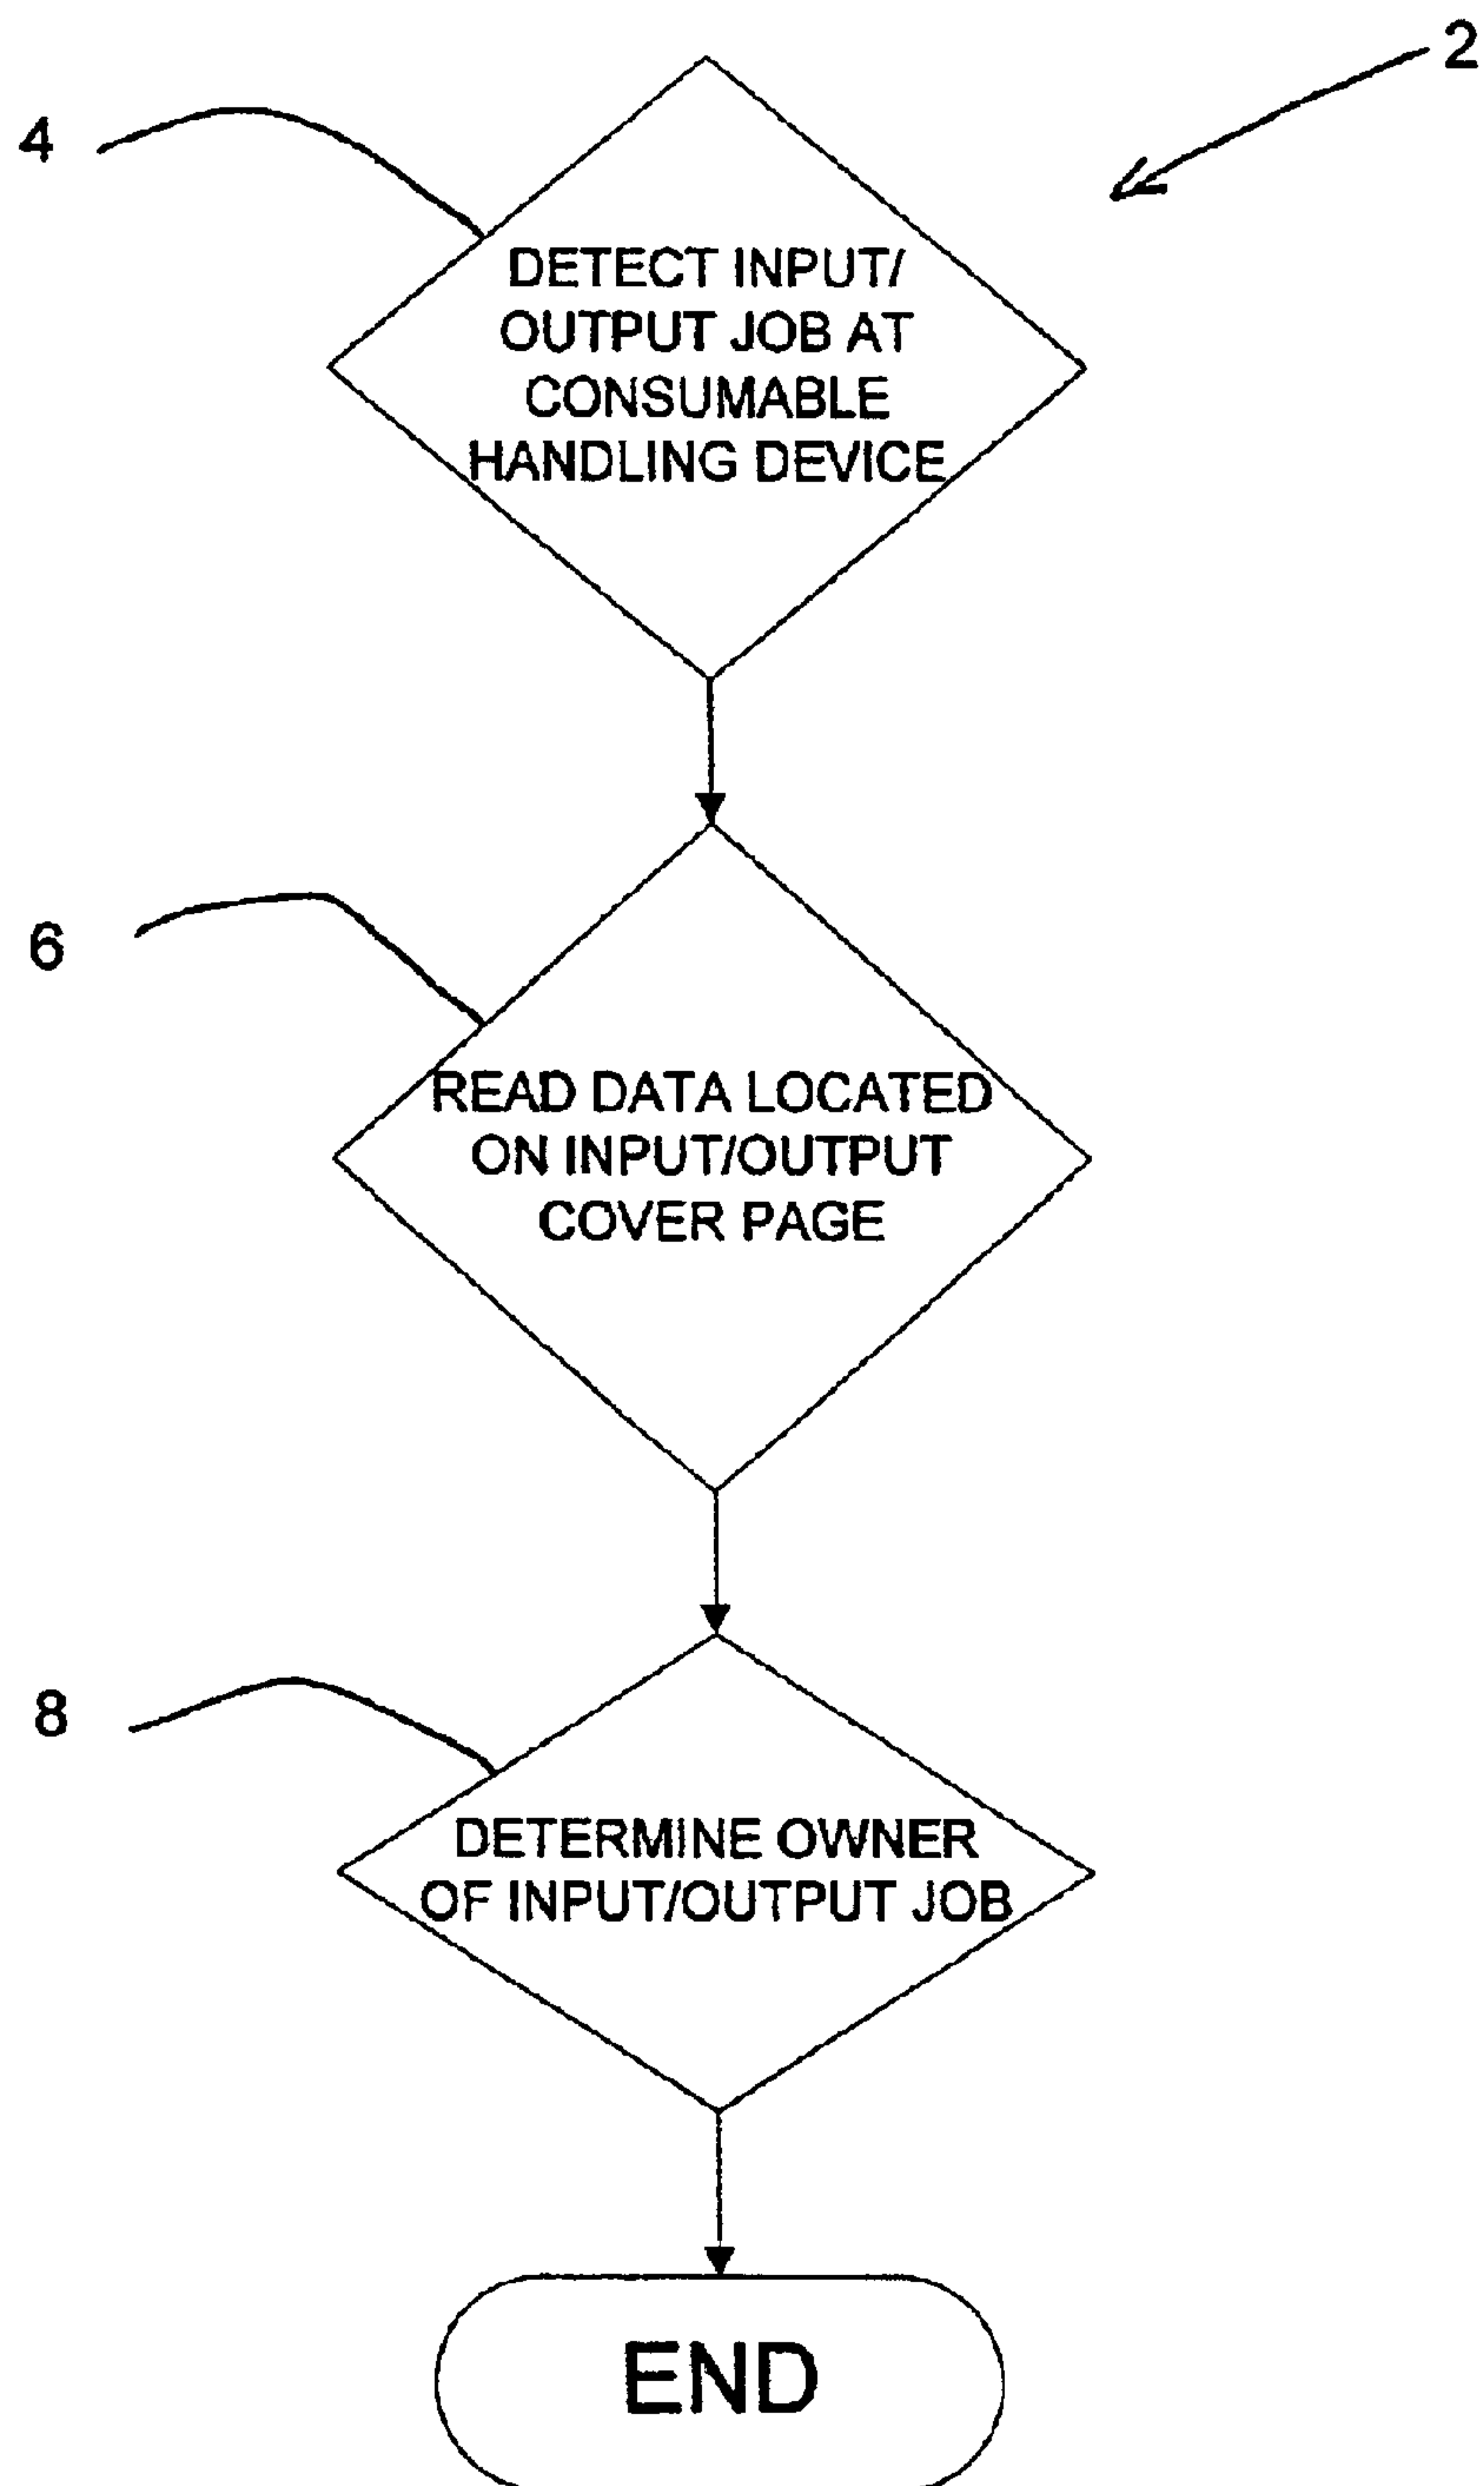 2
4
DETECT INPUT/
OUTPUT JOB AT
CONSUMABLE
HANDLING DEVICE
6
READ DATA LOCATED
ON INPUT/OUTPUT
COVER PAGE
8
DETERMINE OWNER
OF INPUT/OUTPUT JOB
END